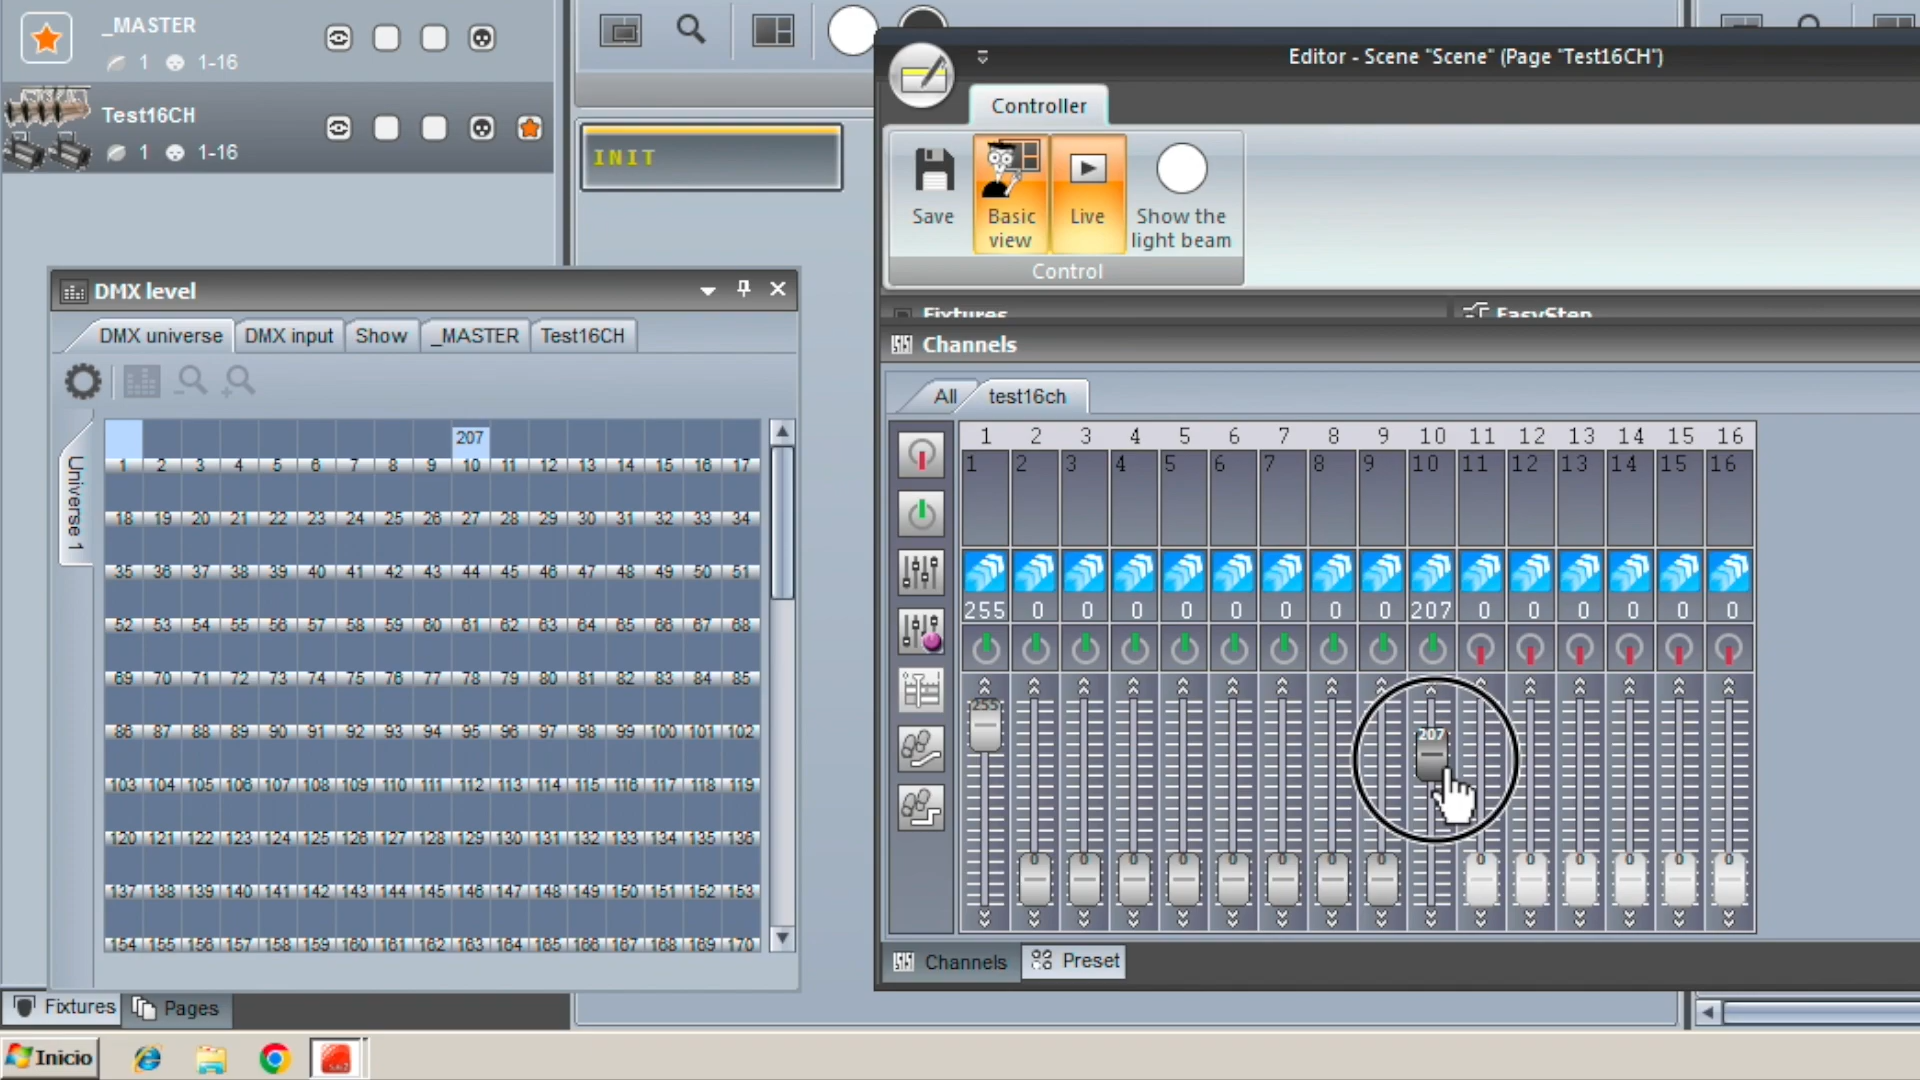 _MASTER
1 1-16
Test16CH
1 1-16
INIT
Editor - Scene "Scene" (Page "Test16CH")
Controller
Save
Basic view
Live
Show the light beam
Control
Fixtures
EasyStep
Channels
All test16ch
1 2 3 4 5 6 7 8 9 10 11 12 13 14 15 16
1 2 3 4 5 6 7 8 9 10 11 12 13 14 15 16
255 0 0 0 0 0 0 0 0 207 0 0 0 0 0 0
255 207
0 0 0 0 0 0 0 0 0 0 0 0 0 0
Channels Preset
DMX level
DMX universe DMX input Show _MASTER Test16CH
Universe 1
207
1 2 3 4 5 6 7 8 9 10 11 12 13 14 15 16 17
18 19 20 21 22 23 24 25 26 27 28 29 30 31 32 33 34
35 36 37 38 39 40 41 42 43 44 45 46 47 48 49 50 51
52 53 54 55 56 57 58 59 60 61 62 63 64 65 66 67 68
69 70 71 72 73 74 75 76 77 78 79 80 81 82 83 84 85
86 87 88 89 90 91 92 93 94 95 96 97 98 99 100 101 102
103 104 105 106 107 108 109 110 111 112 113 114 115 116 117 118 119
120 121 122 123 124 125 126 127 128 129 130 131 132 133 134 135 136
137 138 139 140 141 142 143 144 145 146 147 148 149 150 151 152 153
154 155 156 157 158 159 160 161 162 163 164 165 166 167 168 169 170
Fixtures Pages
Inicio